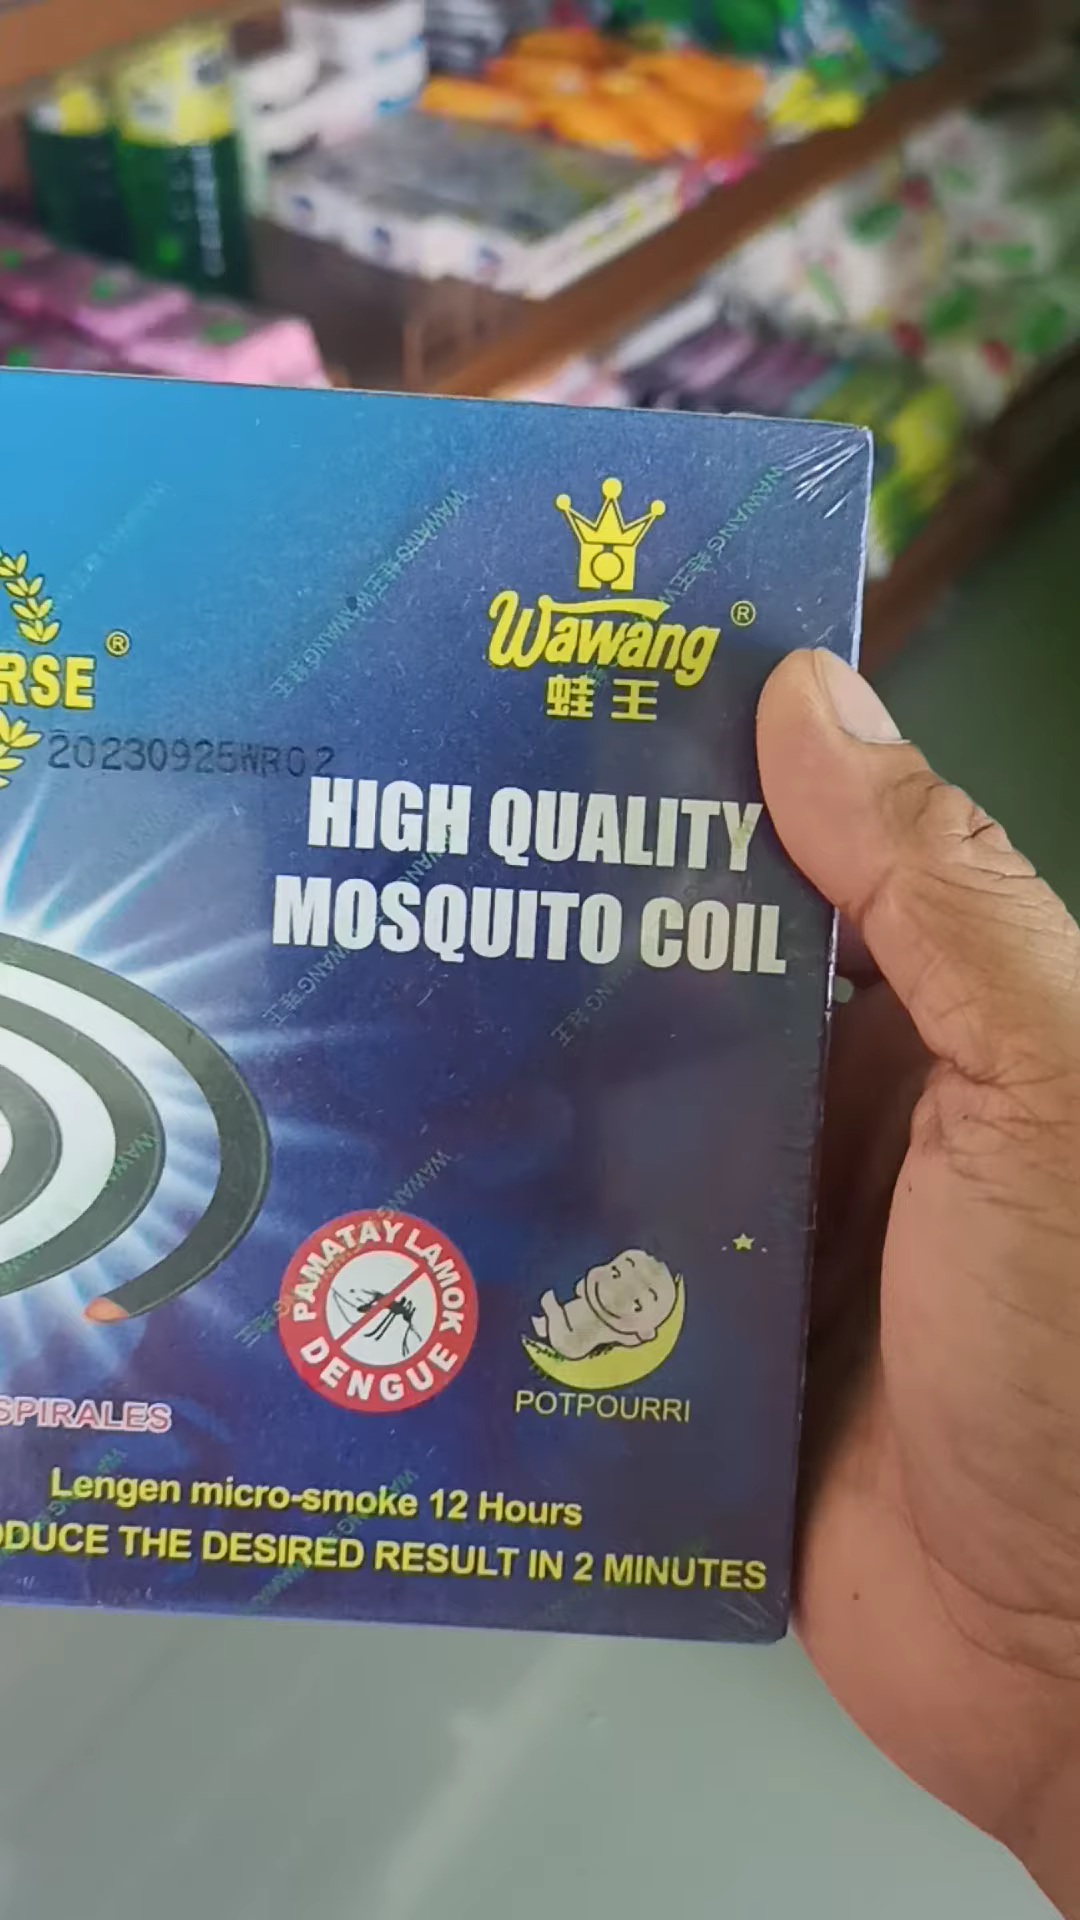 Wawang®
蛙王
RSE®
20230925WR02
HIGH QUALITY
MOSQUITO COIL
PAMATAY LAMOK
DENGUE
POTPOURRI
SPIRALES
Lengen micro-smoke 12 Hours
ODUCE THE DESIRED RESULT IN 2 MINUTES